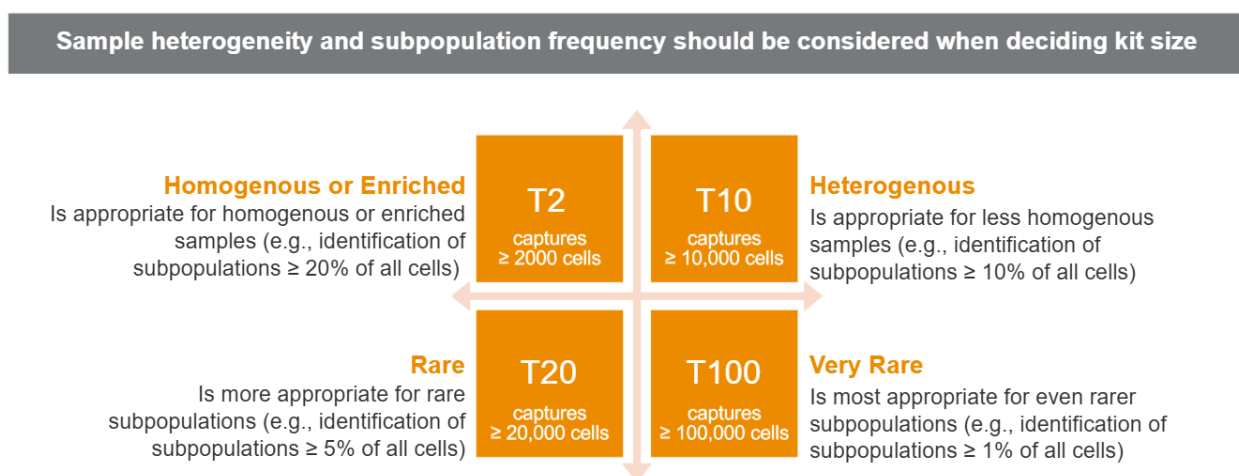 Sample heterogeneity and subpopulation frequency should be considered when deciding kit size
Homogenous or Enriched
Is appropriate for homogenous or enriched
samples (e.g., identification of
subpopulations ≥ 20% of all cells)
T2
captures
≥ 2000 cells
T10
captures
≥ 10,000 cells
Heterogenous
Is appropriate for less homogenous
samples (e.g., identification of
subpopulations ≥ 10% of all cells)
Rare
Is more appropriate for rare
subpopulations (e.g., identification of
subpopulations ≥ 5% of all cells)
T20
captures
≥ 20,000 cells
T100
captures
≥ 100,000 cells
Very Rare
Is most appropriate for even rarer
subpopulations (e.g., identification of
subpopulations ≥ 1% of all cells)